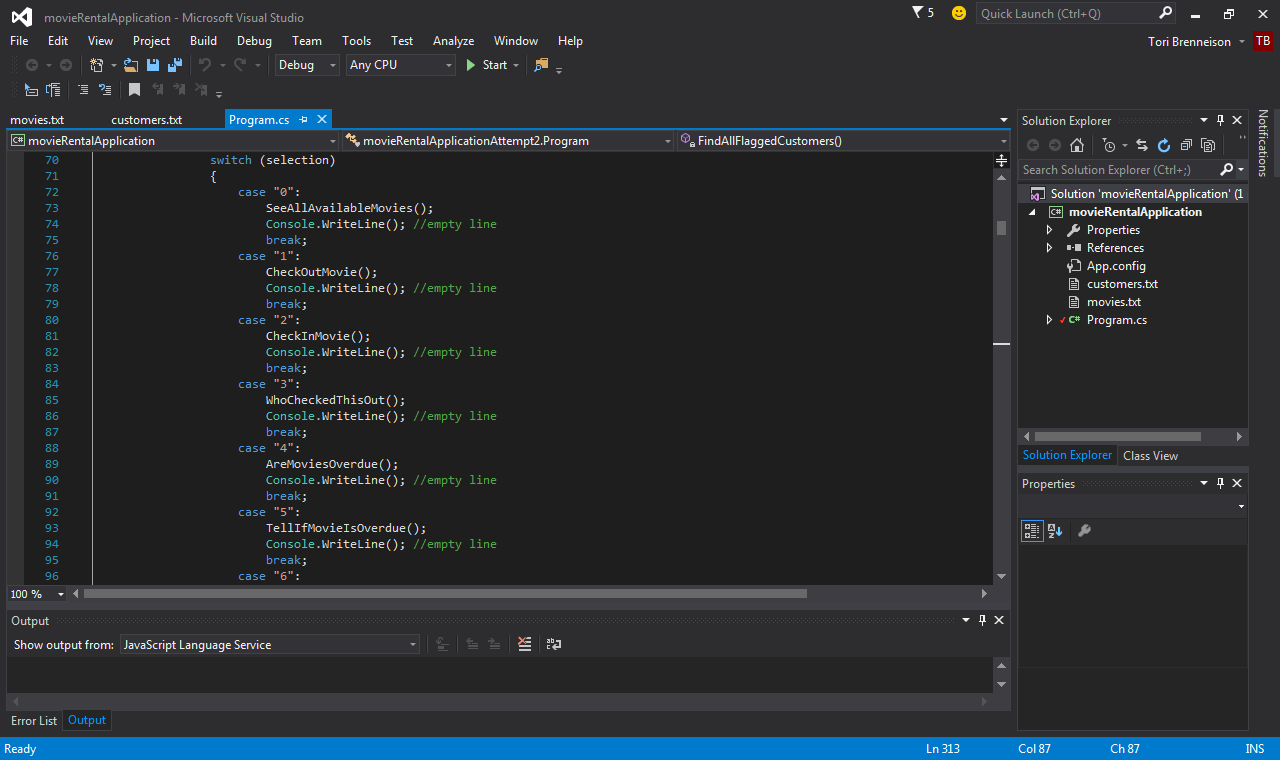 movieRentalApplication - Microsoft Visual Studio
5
Quick Launch (Ctrl+Q)
File Edit View Project Build Debug Team Tools Test Analyze Window Help
Tori Brenneison TB
Debug Any CPU Start
movies.txt customers.txt Program.cs
movieRentalApplication movieRentalApplicationAttempt2.Program FindAllFlaggedCustomers()
70 switch (selection)
71 {
72 case "0":
73 SeeAllAvailableMovies();
74 Console.WriteLine(); //empty line
75 break;
76 case "1":
77 CheckOutMovie();
78 Console.WriteLine(); //empty line
79 break;
80 case "2":
81 CheckInMovie();
82 Console.WriteLine(); //empty line
83 break;
84 case "3":
85 WhoCheckedThisOut();
86 Console.WriteLine(); //empty line
87 break;
88 case "4":
89 AreMoviesOverdue();
90 Console.WriteLine(); //empty line
91 break;
92 case "5":
93 TellIfMovieIsOverdue();
94 Console.WriteLine(); //empty line
95 break;
96 case "6":
100 %
Output
Show output from: JavaScript Language Service
Error List Output
Solution Explorer
Search Solution Explorer (Ctrl+;)
Solution 'movieRentalApplication' (1
C# movieRentalApplication
Properties
References
App.config
customers.txt
movies.txt
C# Program.cs
Solution Explorer Class View
Properties
Notifications
Ready Ln 313 Col 87 Ch 87 INS